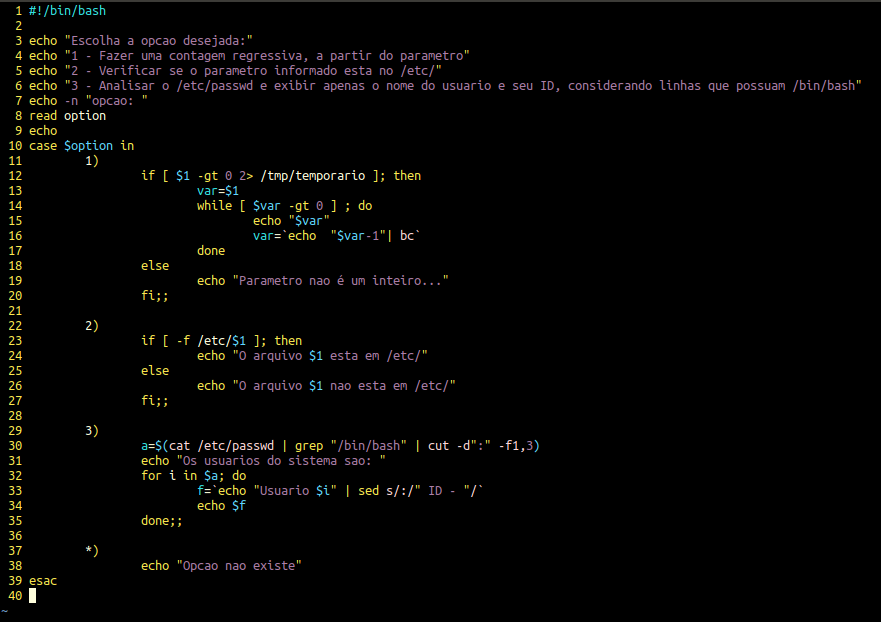 1 #!/bin/bash
2
3 echo "Escolha a opcao desejada:"
4 echo "1 - Fazer uma contagem regressiva, a partir do parametro"
5 echo "2 - Verificar se o parametro informado esta no /etc/"
6 echo "3 - Analisar o /etc/passwd e exibir apenas o nome do usuario e seu ID, considerando linhas que possuam /bin/bash"
7 echo -n "opcao: "
8 read option
9 echo
10 case $option in
11         1)
12                 if [ $1 -gt 0 2> /tmp/temporario ]; then
13                         var=$1
14                         while [ $var -gt 0 ] ; do
15                                 echo "$var"
16                                 var=`echo  "$var-1"| bc`
17                         done
18                 else
19                         echo "Parametro nao é um inteiro..."
20                 fi;;
21
22         2)
23                 if [ -f /etc/$1 ]; then
24                         echo "O arquivo $1 esta em /etc/"
25                 else
26                         echo "O arquivo $1 nao esta em /etc/"
27                 fi;;
28
29         3)
30                 a=$(cat /etc/passwd | grep "/bin/bash" | cut -d":" -f1,3)
31                 echo "Os usuarios do sistema sao: "
32                 for i in $a; do
33                         f=`echo "Usuario $i" | sed s/:/" ID - "/`
34                         echo $f
35                 done;;
36
37         *)
38                 echo "Opcao nao existe"
39 esac
40
~